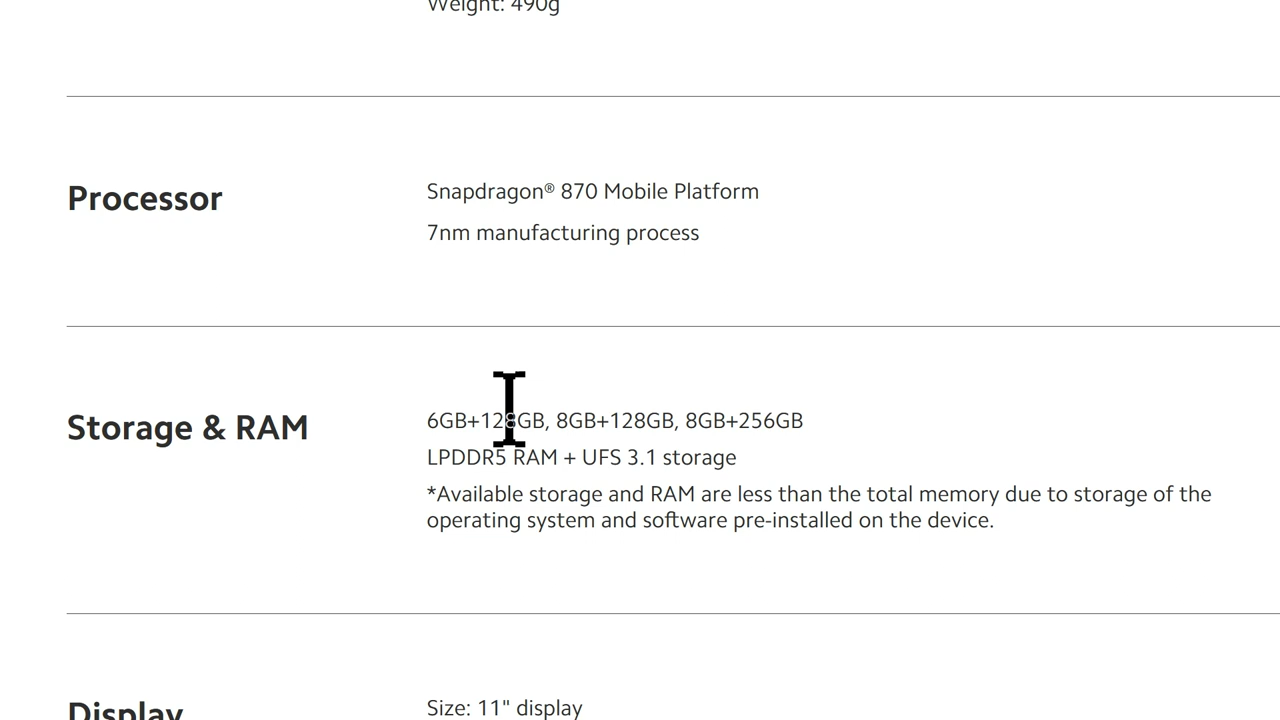 Weight: 490g
Processor
Snapdragon® 870 Mobile Platform
7nm manufacturing process
Storage & RAM
6GB+128GB, 8GB+128GB, 8GB+256GB
LPDDR5 RAM + UFS 3.1 storage
*Available storage and RAM are less than the total memory due to storage of the
operating system and software pre-installed on the device.
Display
Size: 11" display